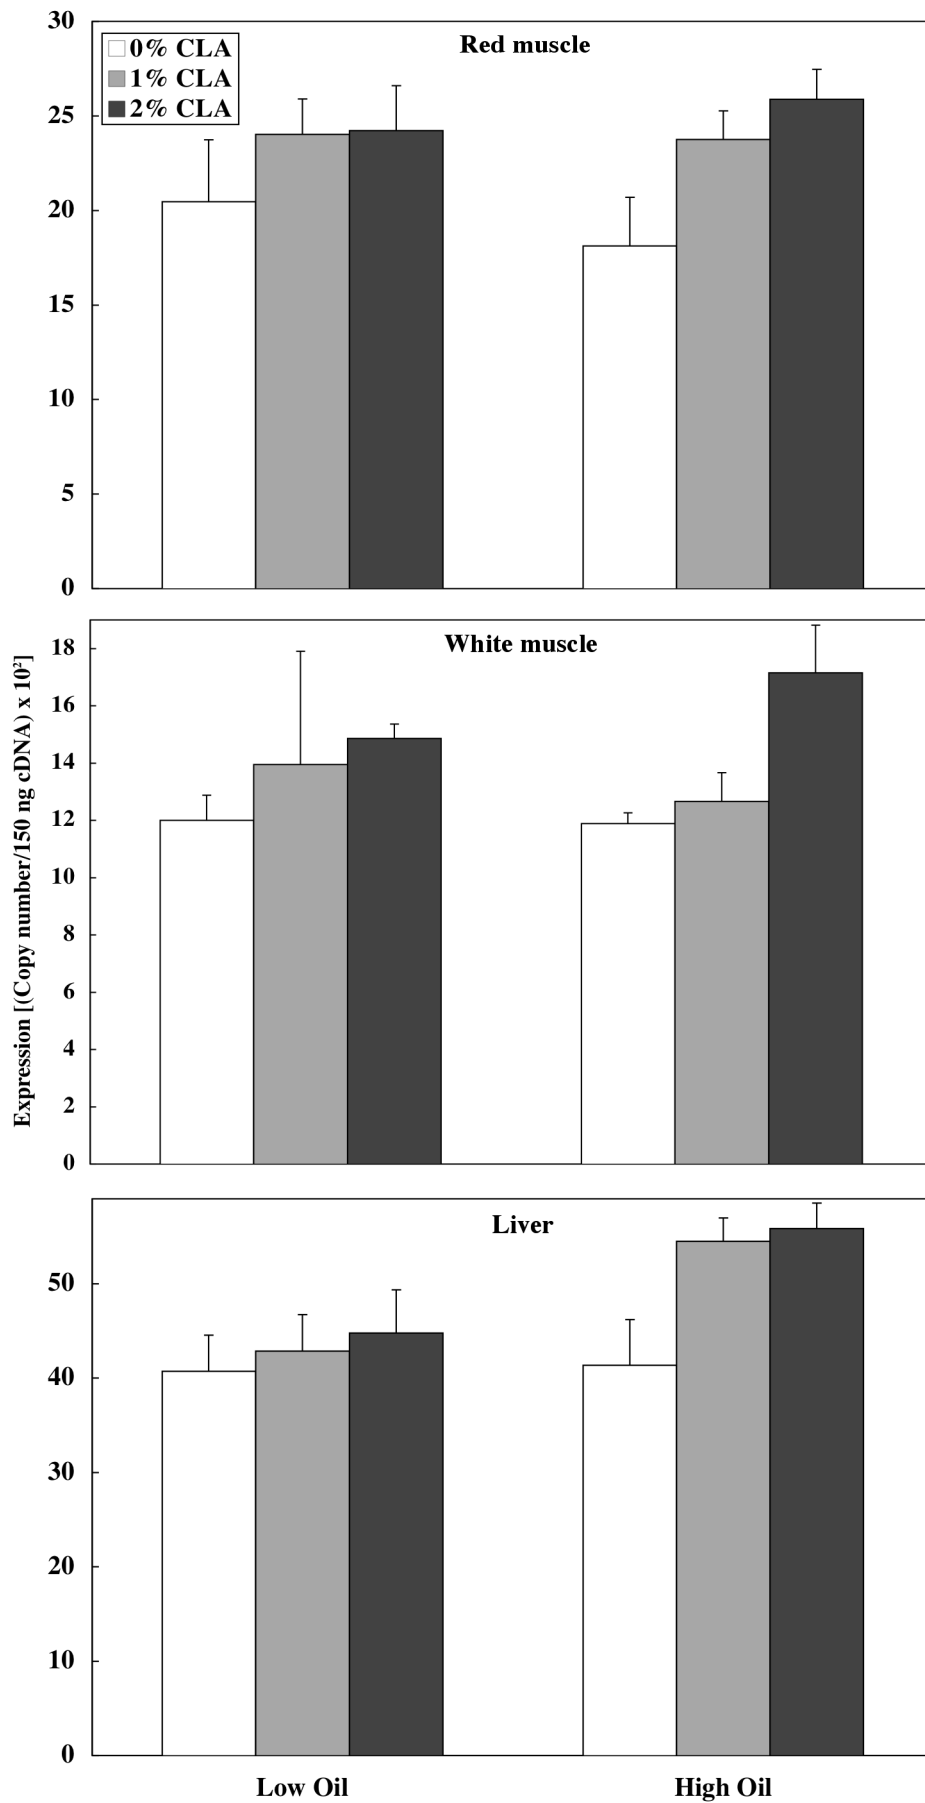 30
25
20
15
10
5
0
0% CLA
1% CLA
2% CLA
Red muscle
Expression [(Copy number/150 ng cDNA) x 10²]
18
16
14
12
10
8
6
4
2
0
White muscle
50
40
30
20
10
0
Liver
Low Oil
High Oil